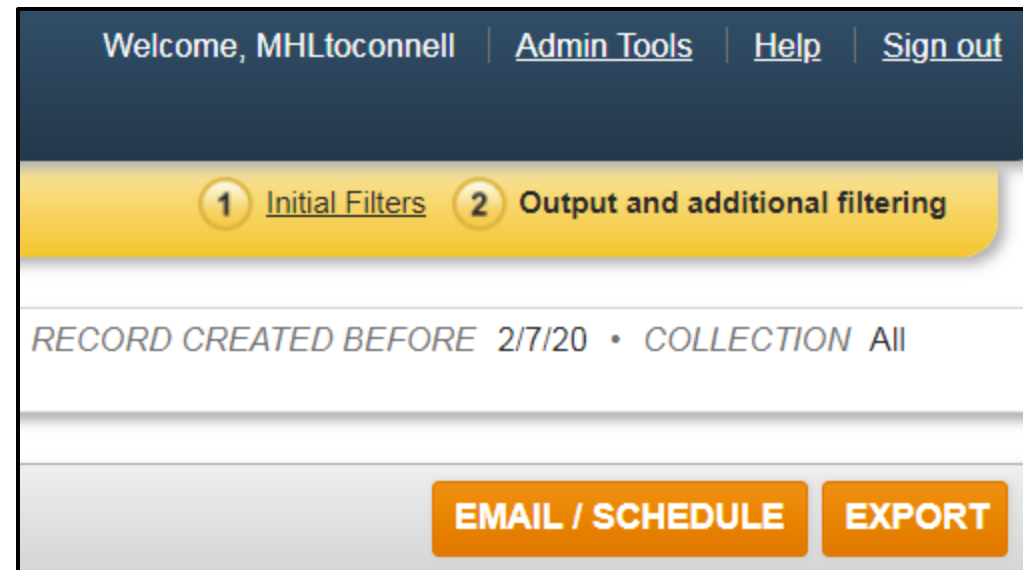 Welcome, MHLtoconnell Admin Tools Help Sign out
1 Initial Filters 2 Output and additional filtering
RECORD CREATED BEFORE 2/7/20 • COLLECTION All
EMAIL / SCHEDULE EXPORT